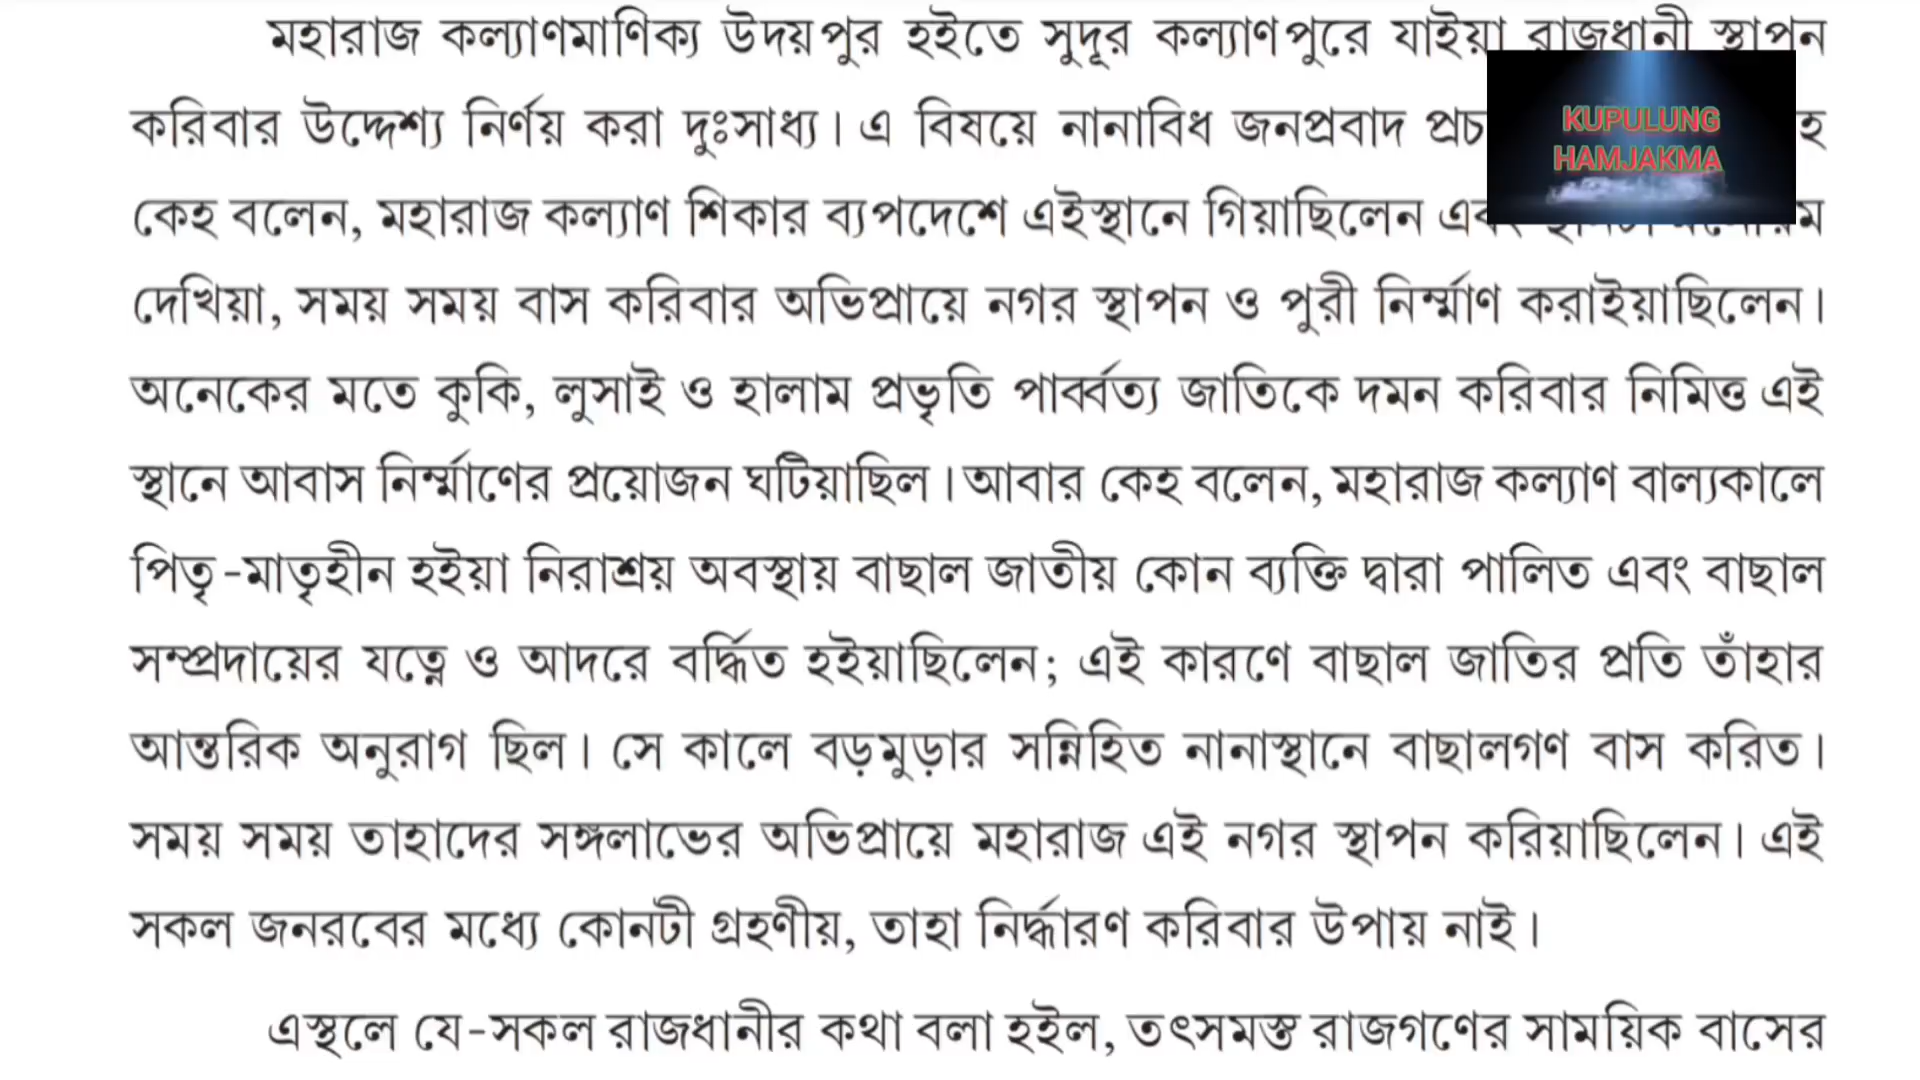 মহারাজ কল্যাণমাণিক্য উদয়পুর হইতে সুদূর কল্যাণপুরে যাইয়া রাজধানী স্থাপন
করিবার উদ্দেশ্য নির্ণয় করা দুঃসাধ্য। এ বিষয়ে নানাবিধ জনপ্রবাদ
KUPULUNG
HAMJAKMA
কেহ বলেন, মহারাজ কল্যাণ শিকার ব্যপদেশে এইস্থানে গিয়াছিলেন এবং
দেখিয়া, সময় সময় বাস করিবার অভিপ্রায়ে নগর স্থাপন ও পুরী নির্ম্মাণ করাইয়াছিলেন।
অনেকের মতে কুকি, লুসাই ও হালাম প্রভৃতি পার্ব্বত্য জাতিকে দমন করিবার নিমিত্ত এই
স্থানে আবাস নির্ম্মাণের প্রয়োজন ঘটিয়াছিল। আবার কেহ বলেন, মহারাজ কল্যাণ বাল্যকালে
পিতৃ-মাতৃহীন হইয়া নিরাশ্রয় অবস্থায় বাছাল জাতীয় কোন ব্যক্তি দ্বারা পালিত এবং বাছাল
সম্প্রদায়ের যত্নে ও আদরে বর্দ্ধিত হইয়াছিলেন; এই কারণে বাছাল জাতির প্রতি তাঁহার
আন্তরিক অনুরাগ ছিল। সে কালে বড়মুড়ার সন্নিহিত নানাস্থানে বাছালগণ বাস করিত।
সময় সময় তাহাদের সঙ্গলাভের অভিপ্রায়ে মহারাজ এই নগর স্থাপন করিয়াছিলেন। এই
সকল জনরবের মধ্যে কোনটী গ্রহণীয়, তাহা নির্দ্ধারণ করিবার উপায় নাই।
এস্থলে যে-সকল রাজধানীর কথা বলা হইল, তৎসমস্ত রাজগণের সাময়িক বাসের